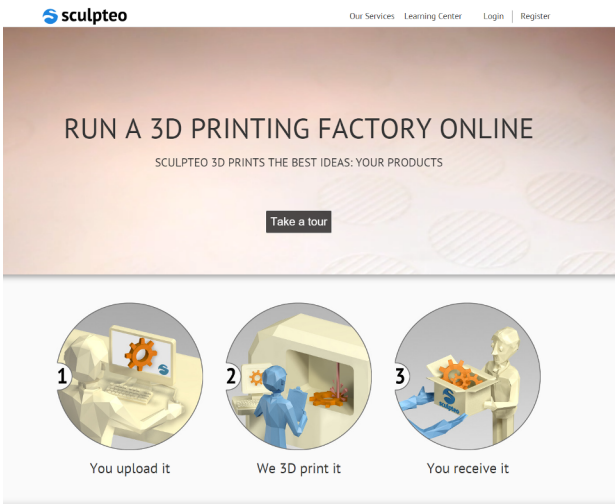 sculpteo
Our Services Learning Center Login Register
RUN A 3D PRINTING FACTORY ONLINE
SCULPTEO 3D PRINTS THE BEST IDEAS: YOUR PRODUCTS
Take a tour
1 2 3
sculpteo
You upload it We 3D print it You receive it